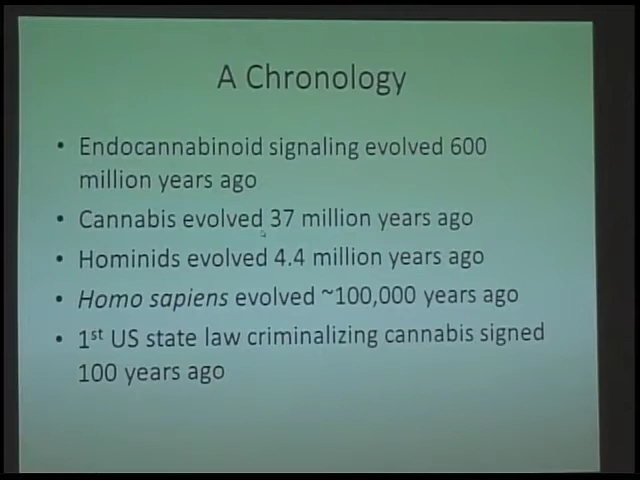 A Chronology
• Endocannabinoid signaling evolved 600
million years ago
• Cannabis evolved 37 million years ago
• Hominids evolved 4.4 million years ago
• Homo sapiens evolved ~100,000 years ago
• 1st US state law criminalizing cannabis signed
100 years ago